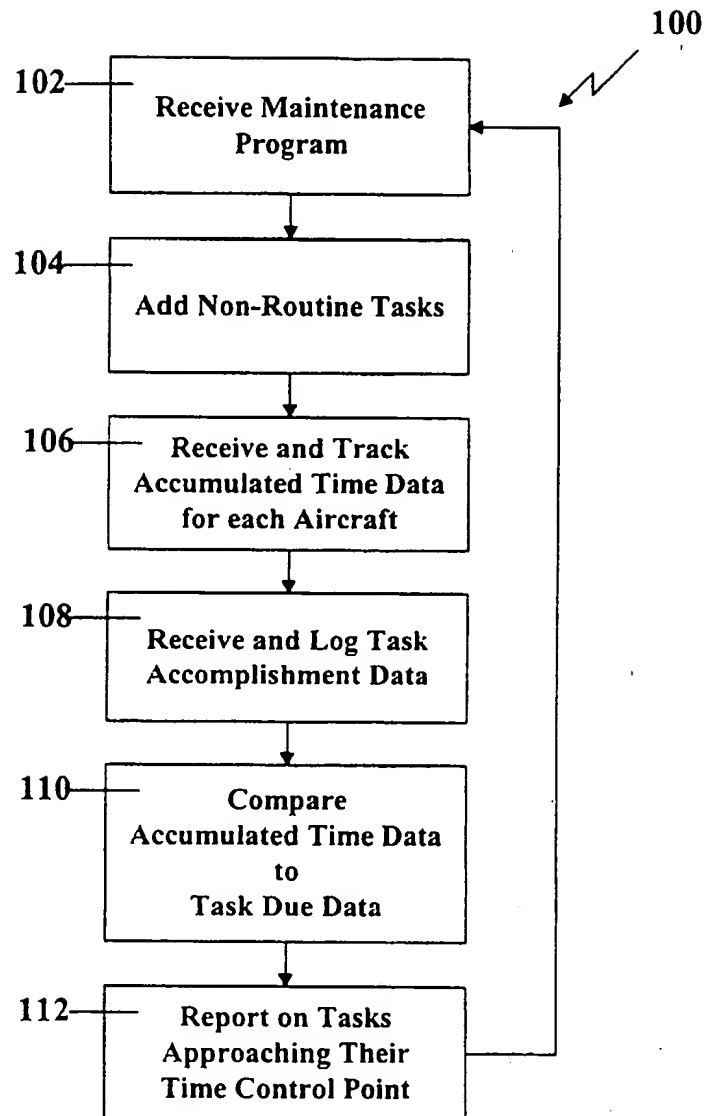 100
102
Receive Maintenance
Program
104
Add Non-Routine Tasks
106
Receive and Track
Accumulated Time Data
for each Aircraft
108
Receive and Log Task
Accomplishment Data
110
Compare
Accumulated Time Data
to
Task Due Data
112
Report on Tasks
Approaching Their
Time Control Point